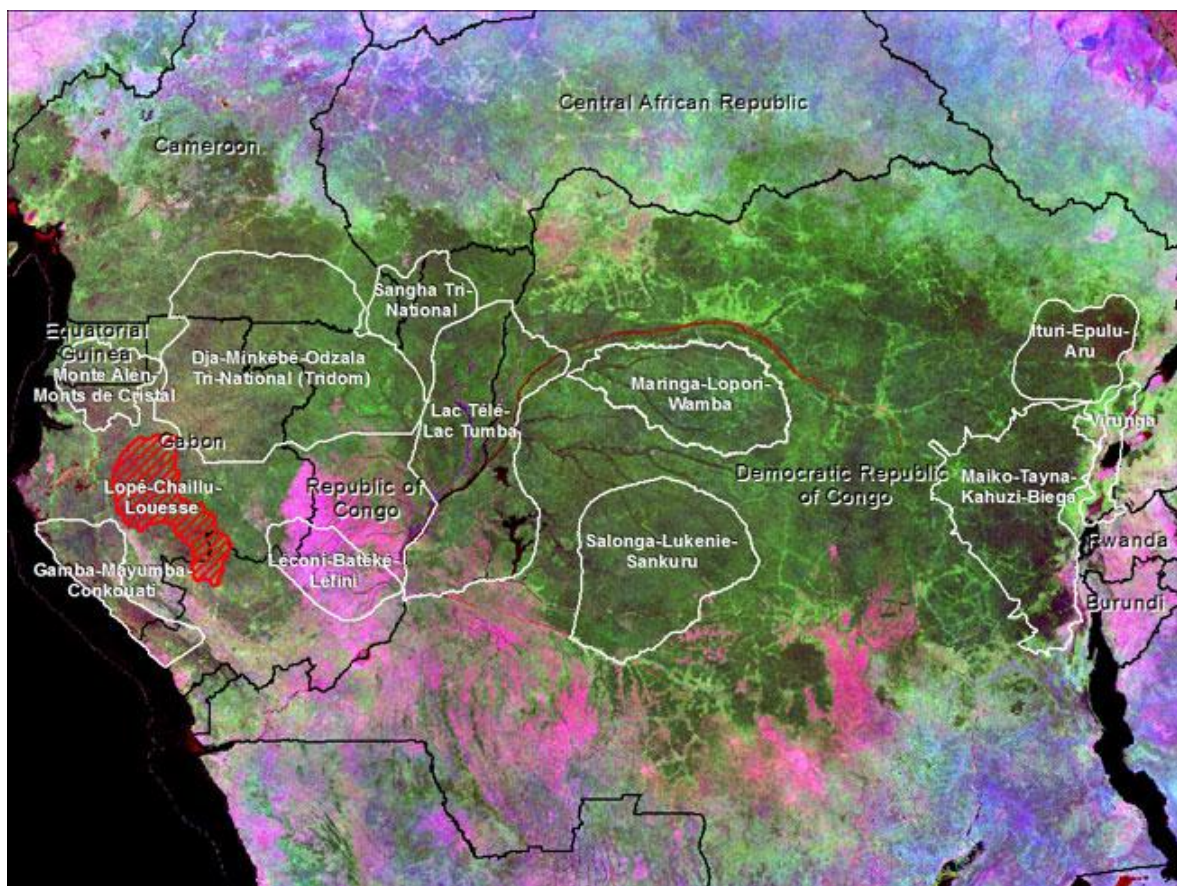 Central African Republic
Cameroon
Sangha Tri-
National
Equatorial
Guinea
Monte Alen-
Monts de Cristal
Dja-Minkébé-Odzala
Tri-National (Tridom)
Ituri-Epulu-
Aru
Maringa-Lopori-
Wamba
Lac Télé-
Lac Tumba
Virunga
Gabon
Lopé-Chaillu-
Louesse
Republic of
Congo
Democratic Republic
of Congo
Maiko-Tayna-
Kahuzi-Biega
Salonga-Lukenie-
Sankuru
Rwanda
Léconi-Batéké-
Léfini
Gamba-Mayumba-
Conkouati
Burundi